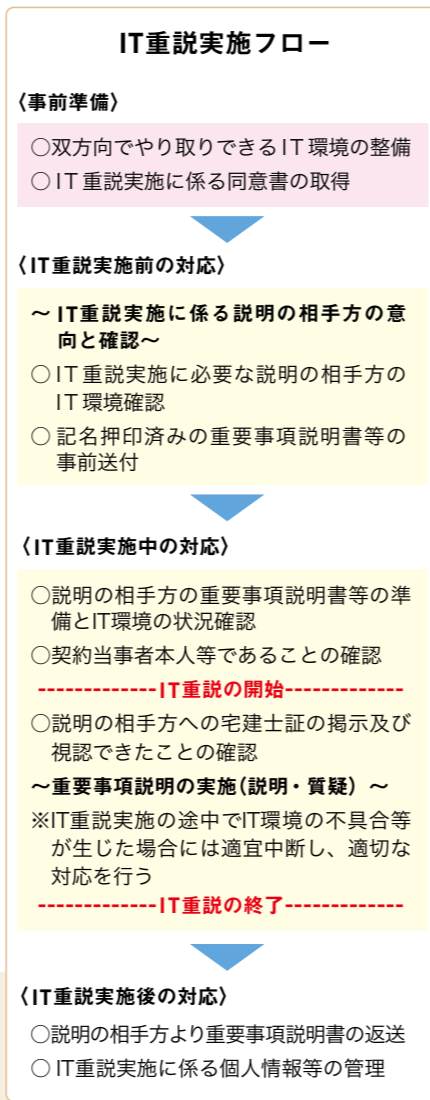 IT重説実施フロー
〈事前準備〉
○双方向でやり取りできるIT環境の整備
○IT重説実施に係る同意書の取得
〈IT重説実施前の対応〉
～IT重説実施に係る説明の相手方の意
向と確認～
○IT重説実施に必要な説明の相手方の
IT環境確認
○記名押印済みの重要事項説明書等の
事前送付
〈IT重説実施中の対応〉
○説明の相手方の重要事項説明書等の準
備とIT環境の状況確認
○契約当事者本人等であることの確認
-------------IT重説の開始-------------
○説明の相手方への宅建士証の掲示及び
視認できたことの確認
～重要事項説明の実施（説明・質疑）～
※IT重説実施の途中でIT環境の不具合等
が生じた場合には適宜中断し、適切な
対応を行う
-------------IT重説の終了-------------
〈IT重説実施後の対応〉
○説明の相手方より重要事項説明書の返送
○IT重説実施に係る個人情報等の管理